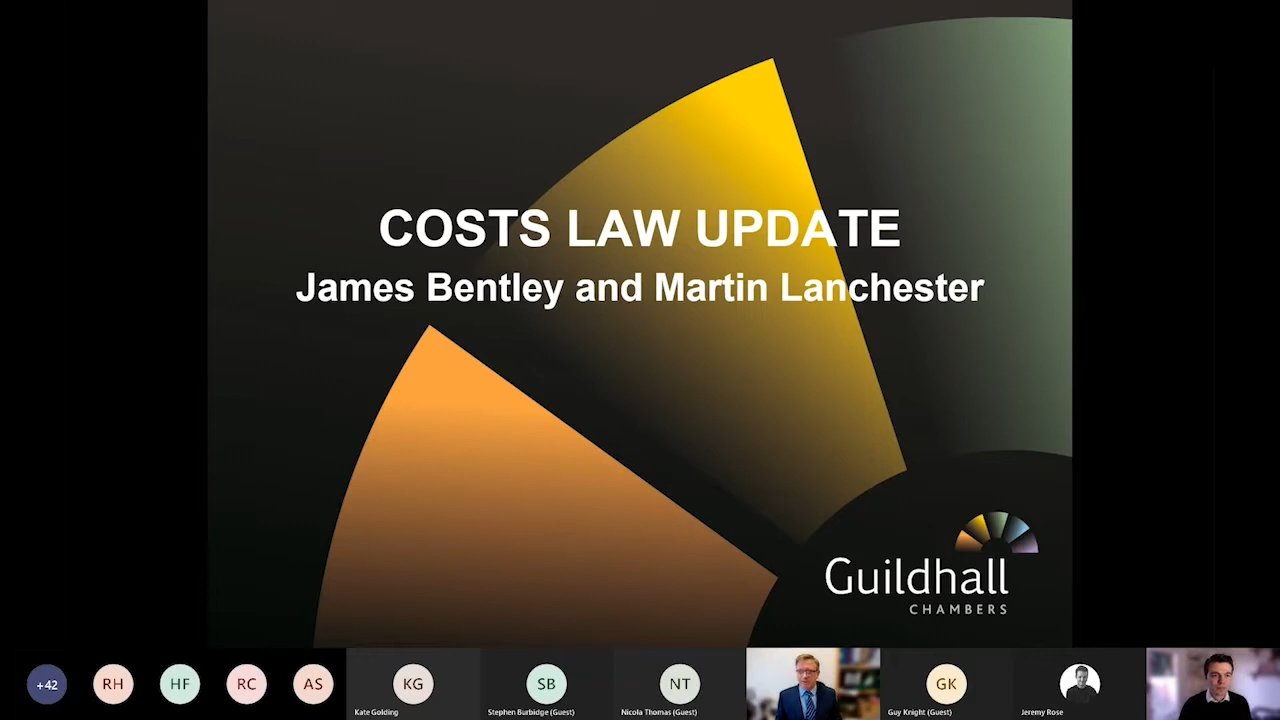 COSTS LAW UPDATE
James Bentley and Martin Lanchester
Guildhall
CHAMBERS
+42
RH
HF
RC
AS
KG
Kate Golding
SB
Stephen Burbidge (Guest)
NT
Nicola Thomas (Guest)
GK
Guy Knight (Guest)
Jeremy Rose